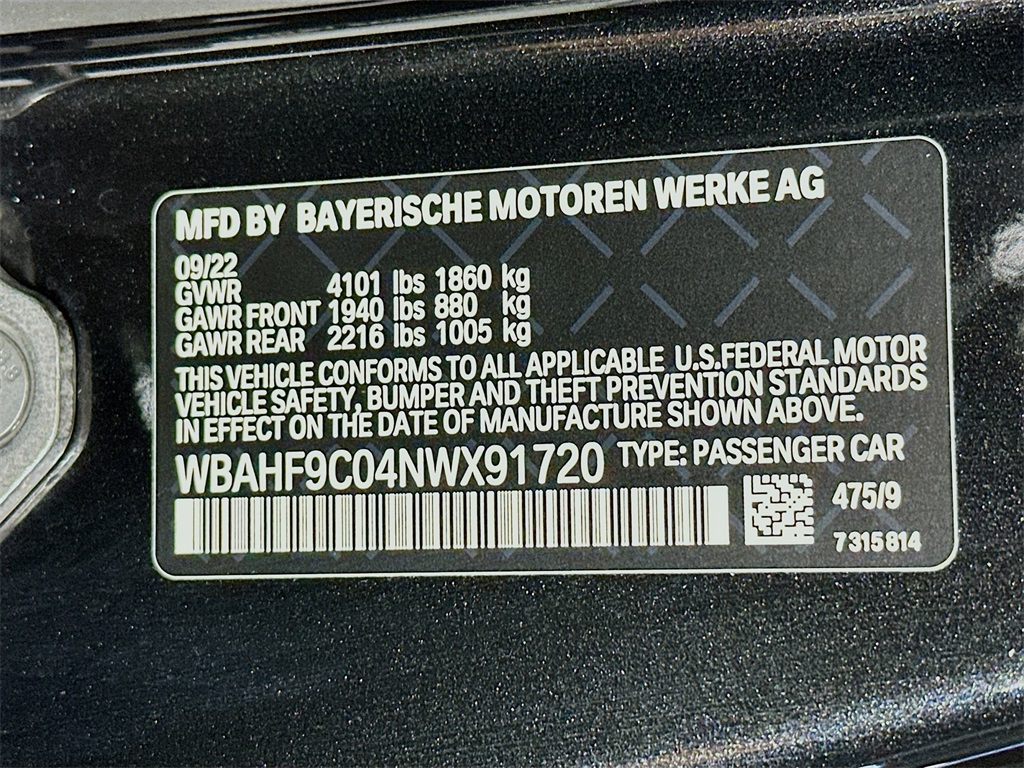 MFD BY BAYERISCHE MOTOREN WERKE AG
09/22
GVWR 4101 lbs 1860 kg
GAWR FRONT 1940 lbs 880 kg
GAWR REAR 2216 lbs 1005 kg
THIS VEHICLE CONFORMS TO ALL APPLICABLE U.S.FEDERAL MOTOR
VEHICLE SAFETY, BUMPER AND THEFT PREVENTION STANDARDS
IN EFFECT ON THE DATE OF MANUFACTURE SHOWN ABOVE.
WBAHF9C04NWX91720 TYPE: PASSENGER CAR
475/9
7315814